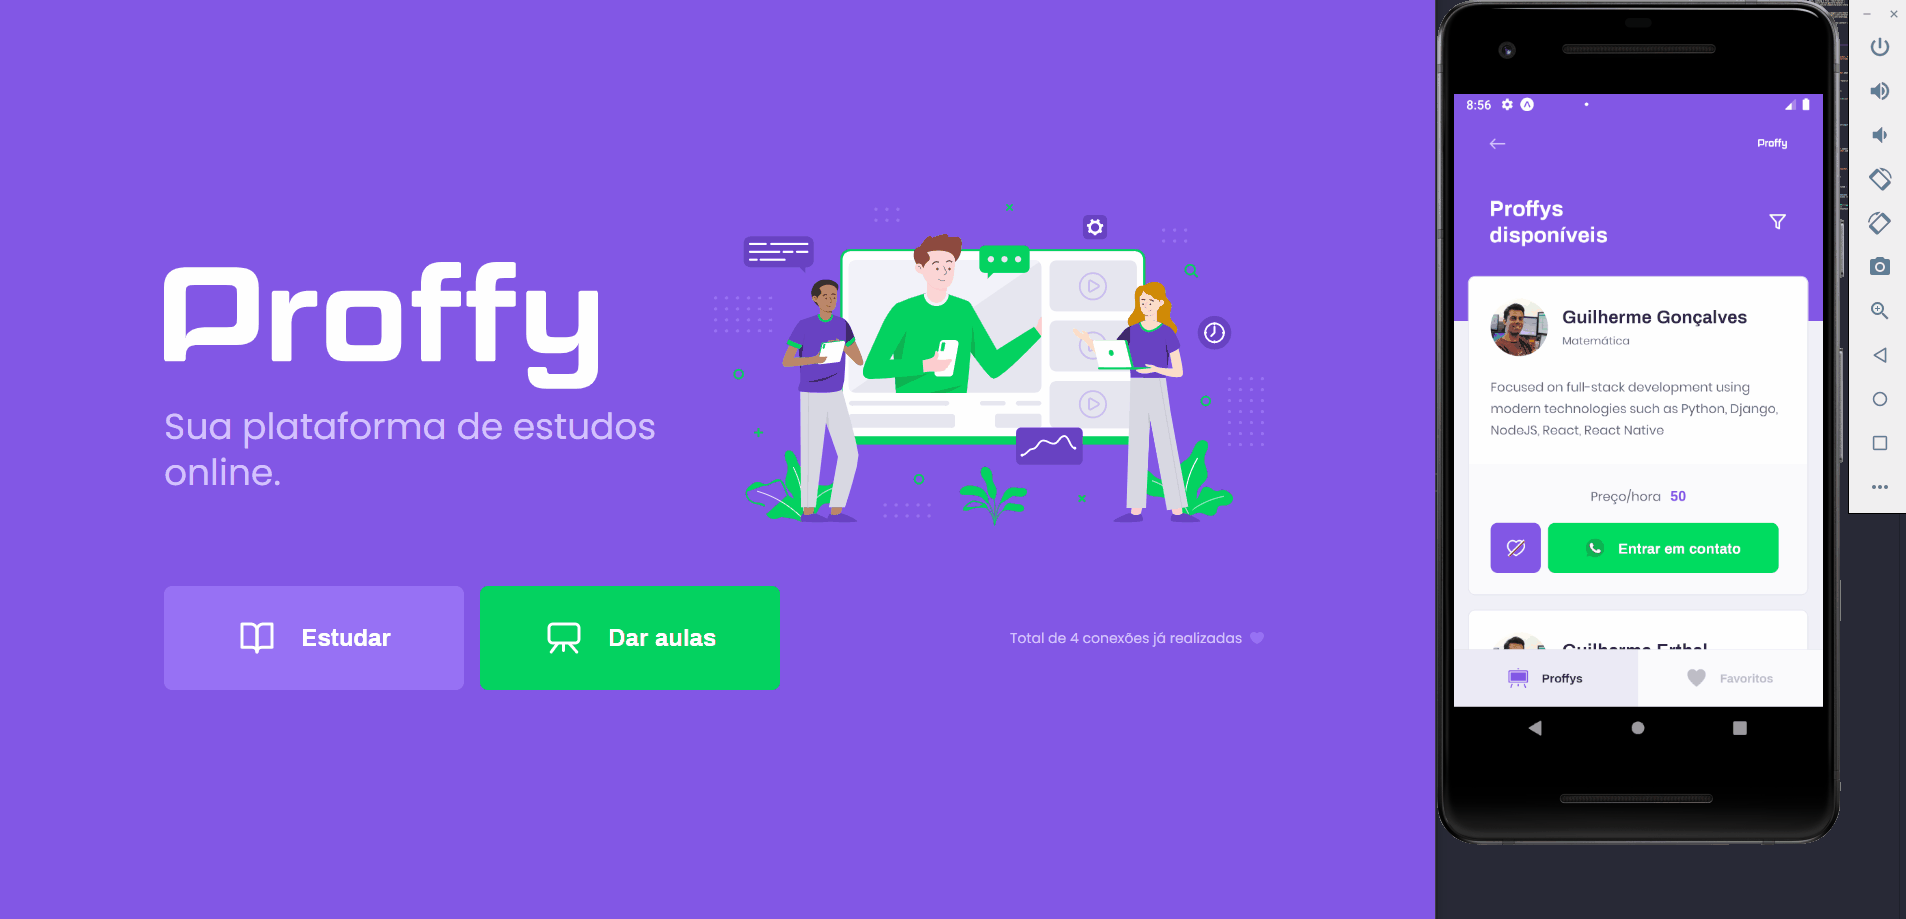 Proffy
Sua plataforma de estudos
online.
Estudar
Dar aulas
Total de 4 conexões já realizadas
8:56
Proffy
Proffys
disponíveis
Guilherme Gonçalves
Matemática
Focused on full-stack development using
modern technologies such as Python, Django,
NodeJS, React, React Native
Preço/hora 50
Entrar em contato
Guilherme Erthal
Proffys
Favoritos